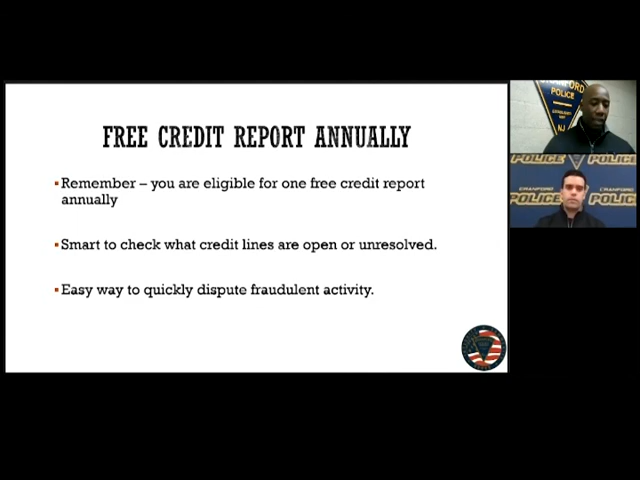 FREE CREDIT REPORT ANNUALLY
▪Remember – you are eligible for one free credit report
annually
▪Smart to check what credit lines are open or unresolved.
▪Easy way to quickly dispute fraudulent activity.
POLICE
NJ
POLICE POLICE
CRANFORD
POLICE